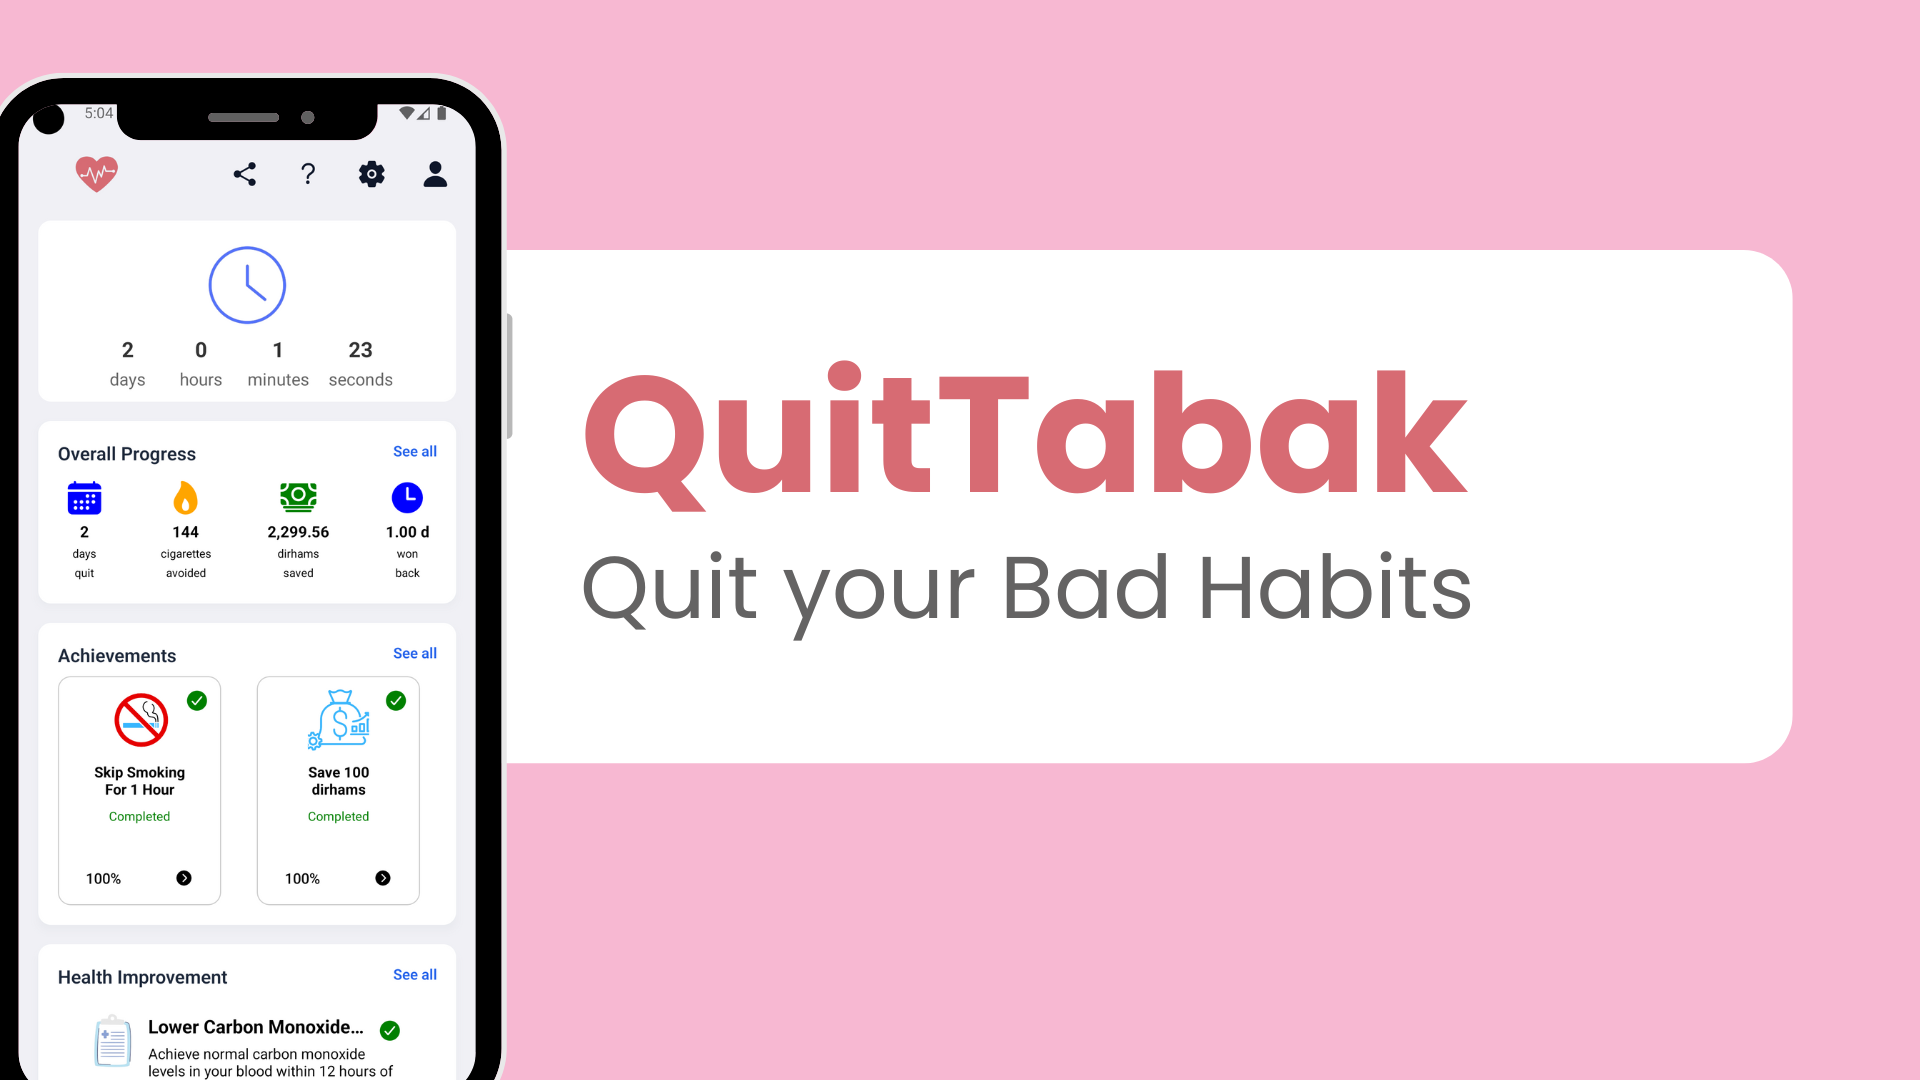 5:04
2 0 1 23
days hours minutes seconds
Overall Progress See all
2 144 2,299.56 1.00 d
days cigarettes dirhams won
quit avoided saved back
Achievements See all
Skip Smoking
For 1 Hour
Completed
100%
Save 100
dirhams
Completed
100%
Health Improvement See all
Lower Carbon Monoxide...
Achieve normal carbon monoxide
levels in your blood within 12 hours of
QuitTabak
Quit your Bad Habits